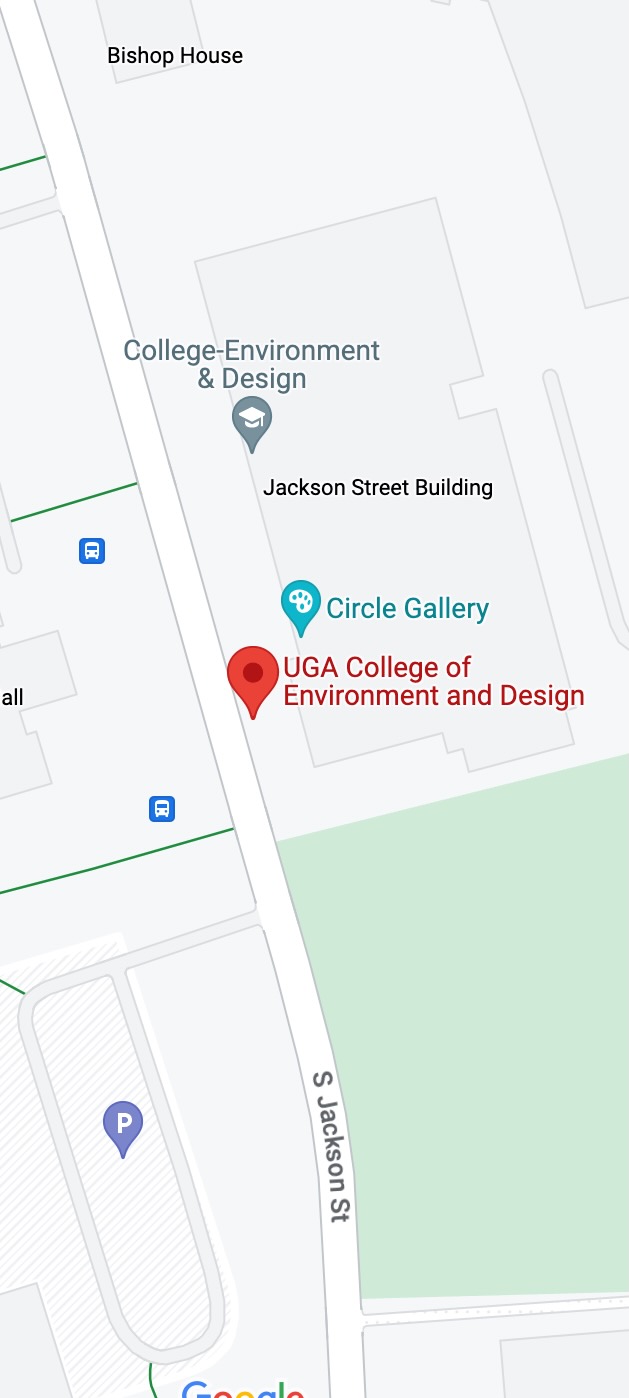 Bishop House
College-Environment
& Design
Jackson Street Building
Circle Gallery
UGA College of
Environment and Design
all
P
S Jackson St
Google